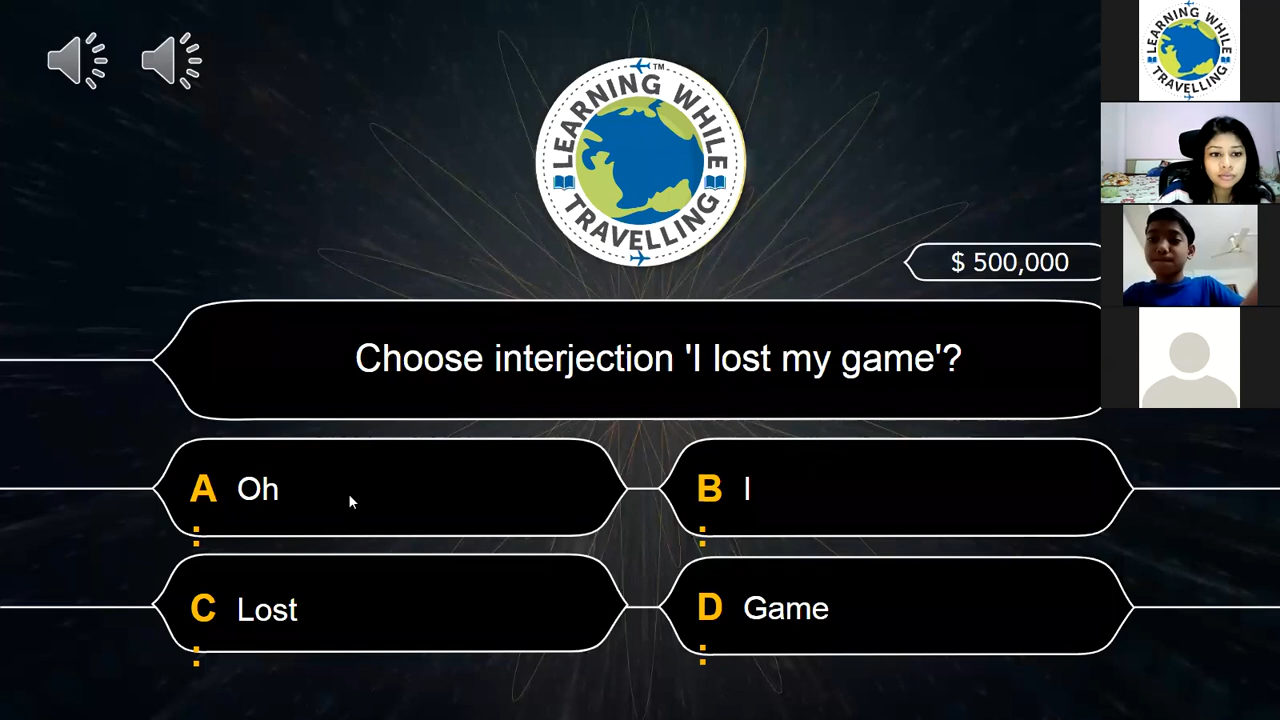 LEARNING WHILE
TRAVELLING
TM
LEARNING WHILE
TRAVELLING
$ 500,000
Choose interjection 'I lost my game'?
A: Oh
B: I
C: Lost
D: Game